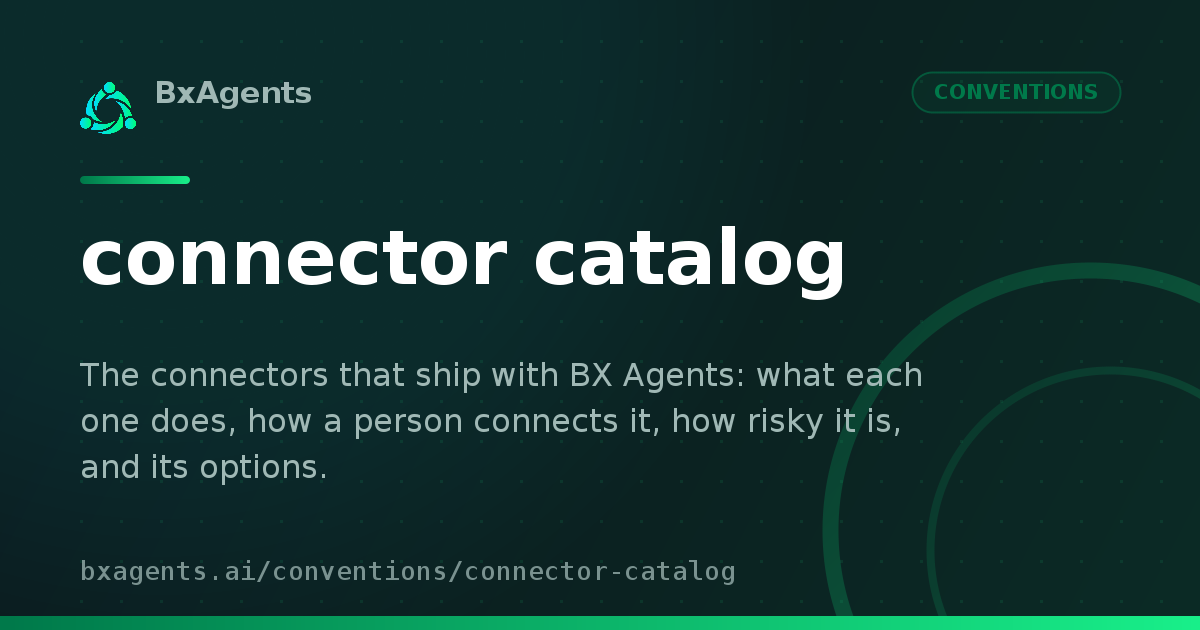 BxAgents
CONVENTIONS
connector catalog
The connectors that ship with BX Agents: what each
one does, how a person connects it, how risky it is,
and its options.
bxagents.ai/conventions/connector-catalog